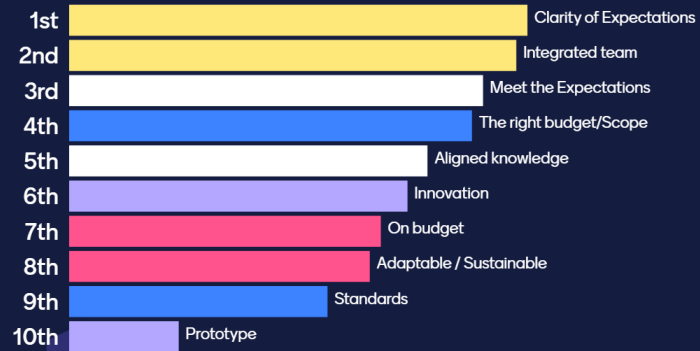 1st Clarity of Expectations
2nd Integrated team
3rd Meet the Expectations
4th The right budget/Scope
5th Aligned knowledge
6th Innovation
7th On budget
8th Adaptable / Sustainable
9th Standards
10th Prototype